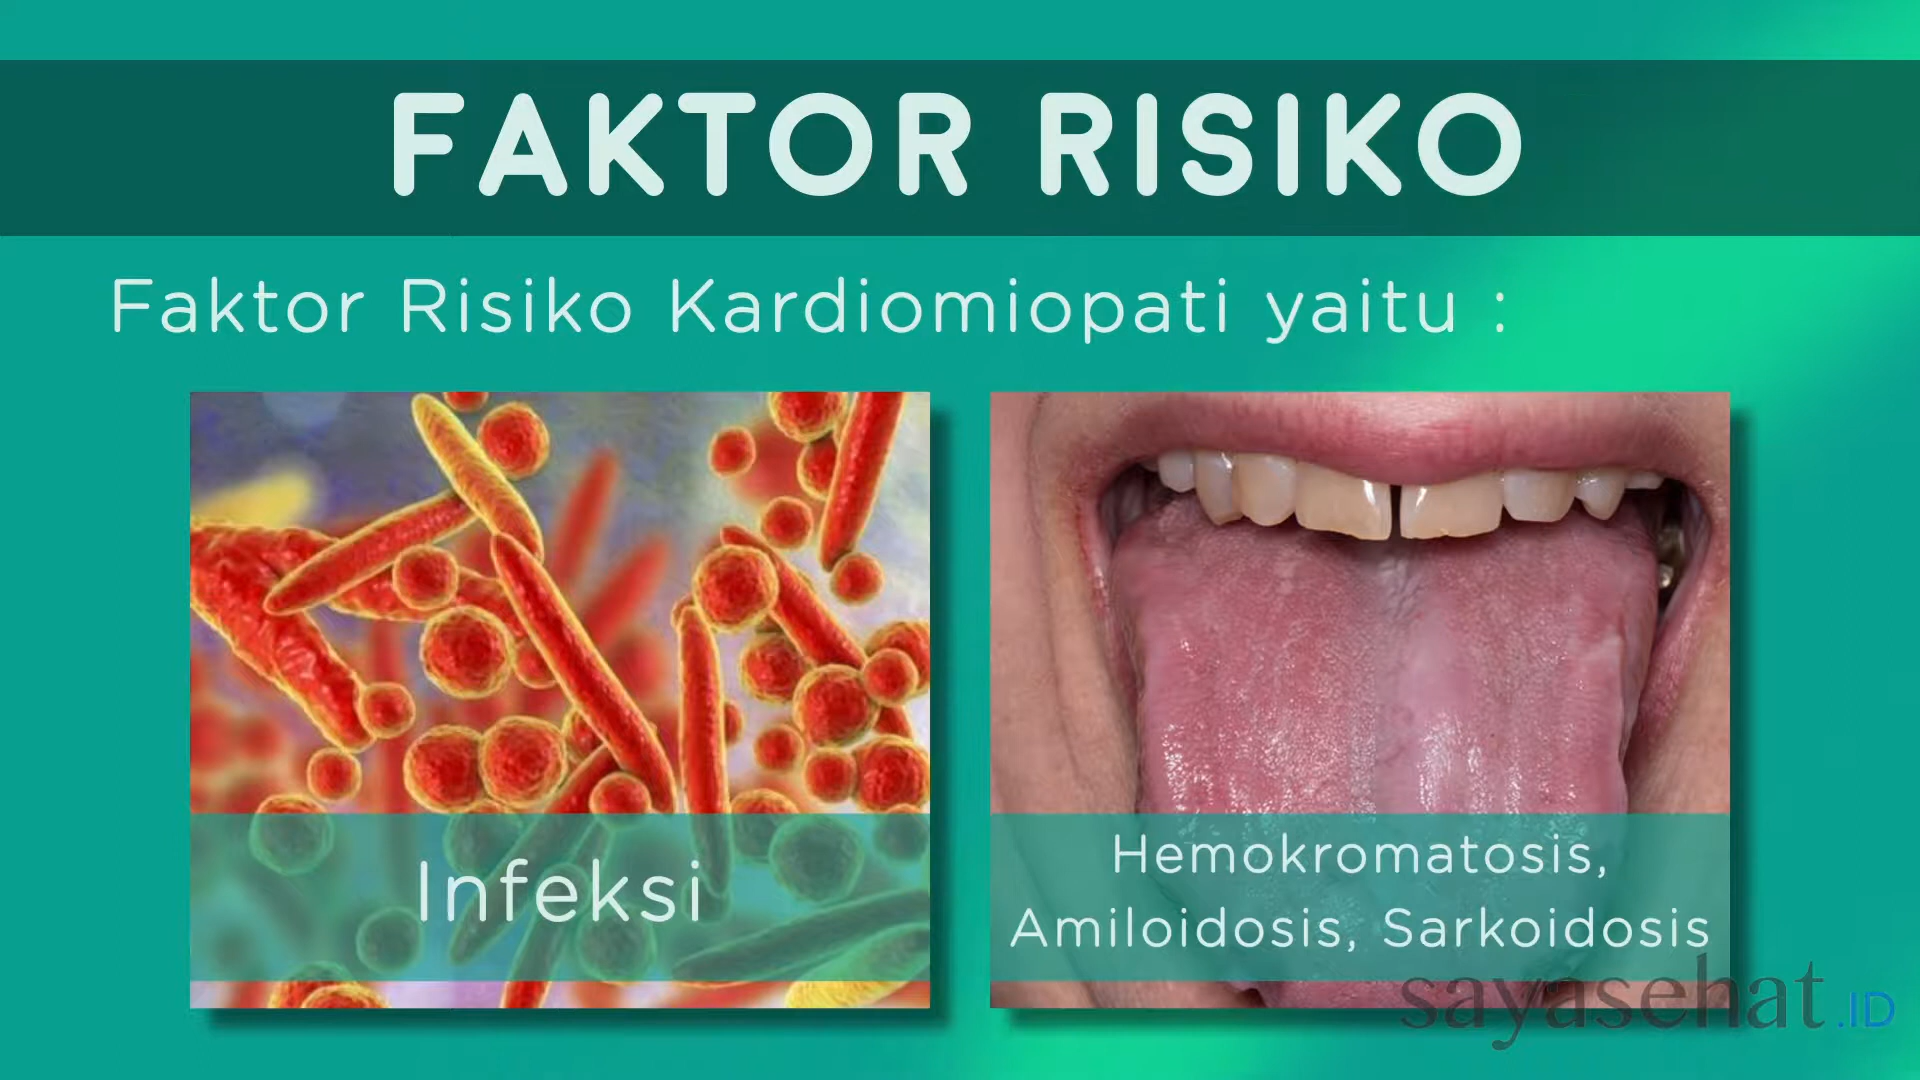 FAKTOR RISIKO
Faktor Risiko Kardiomiopati yaitu :
Infeksi
Hemokromatosis,
Amiloidosis, Sarkoidosis
sayasehat.ID